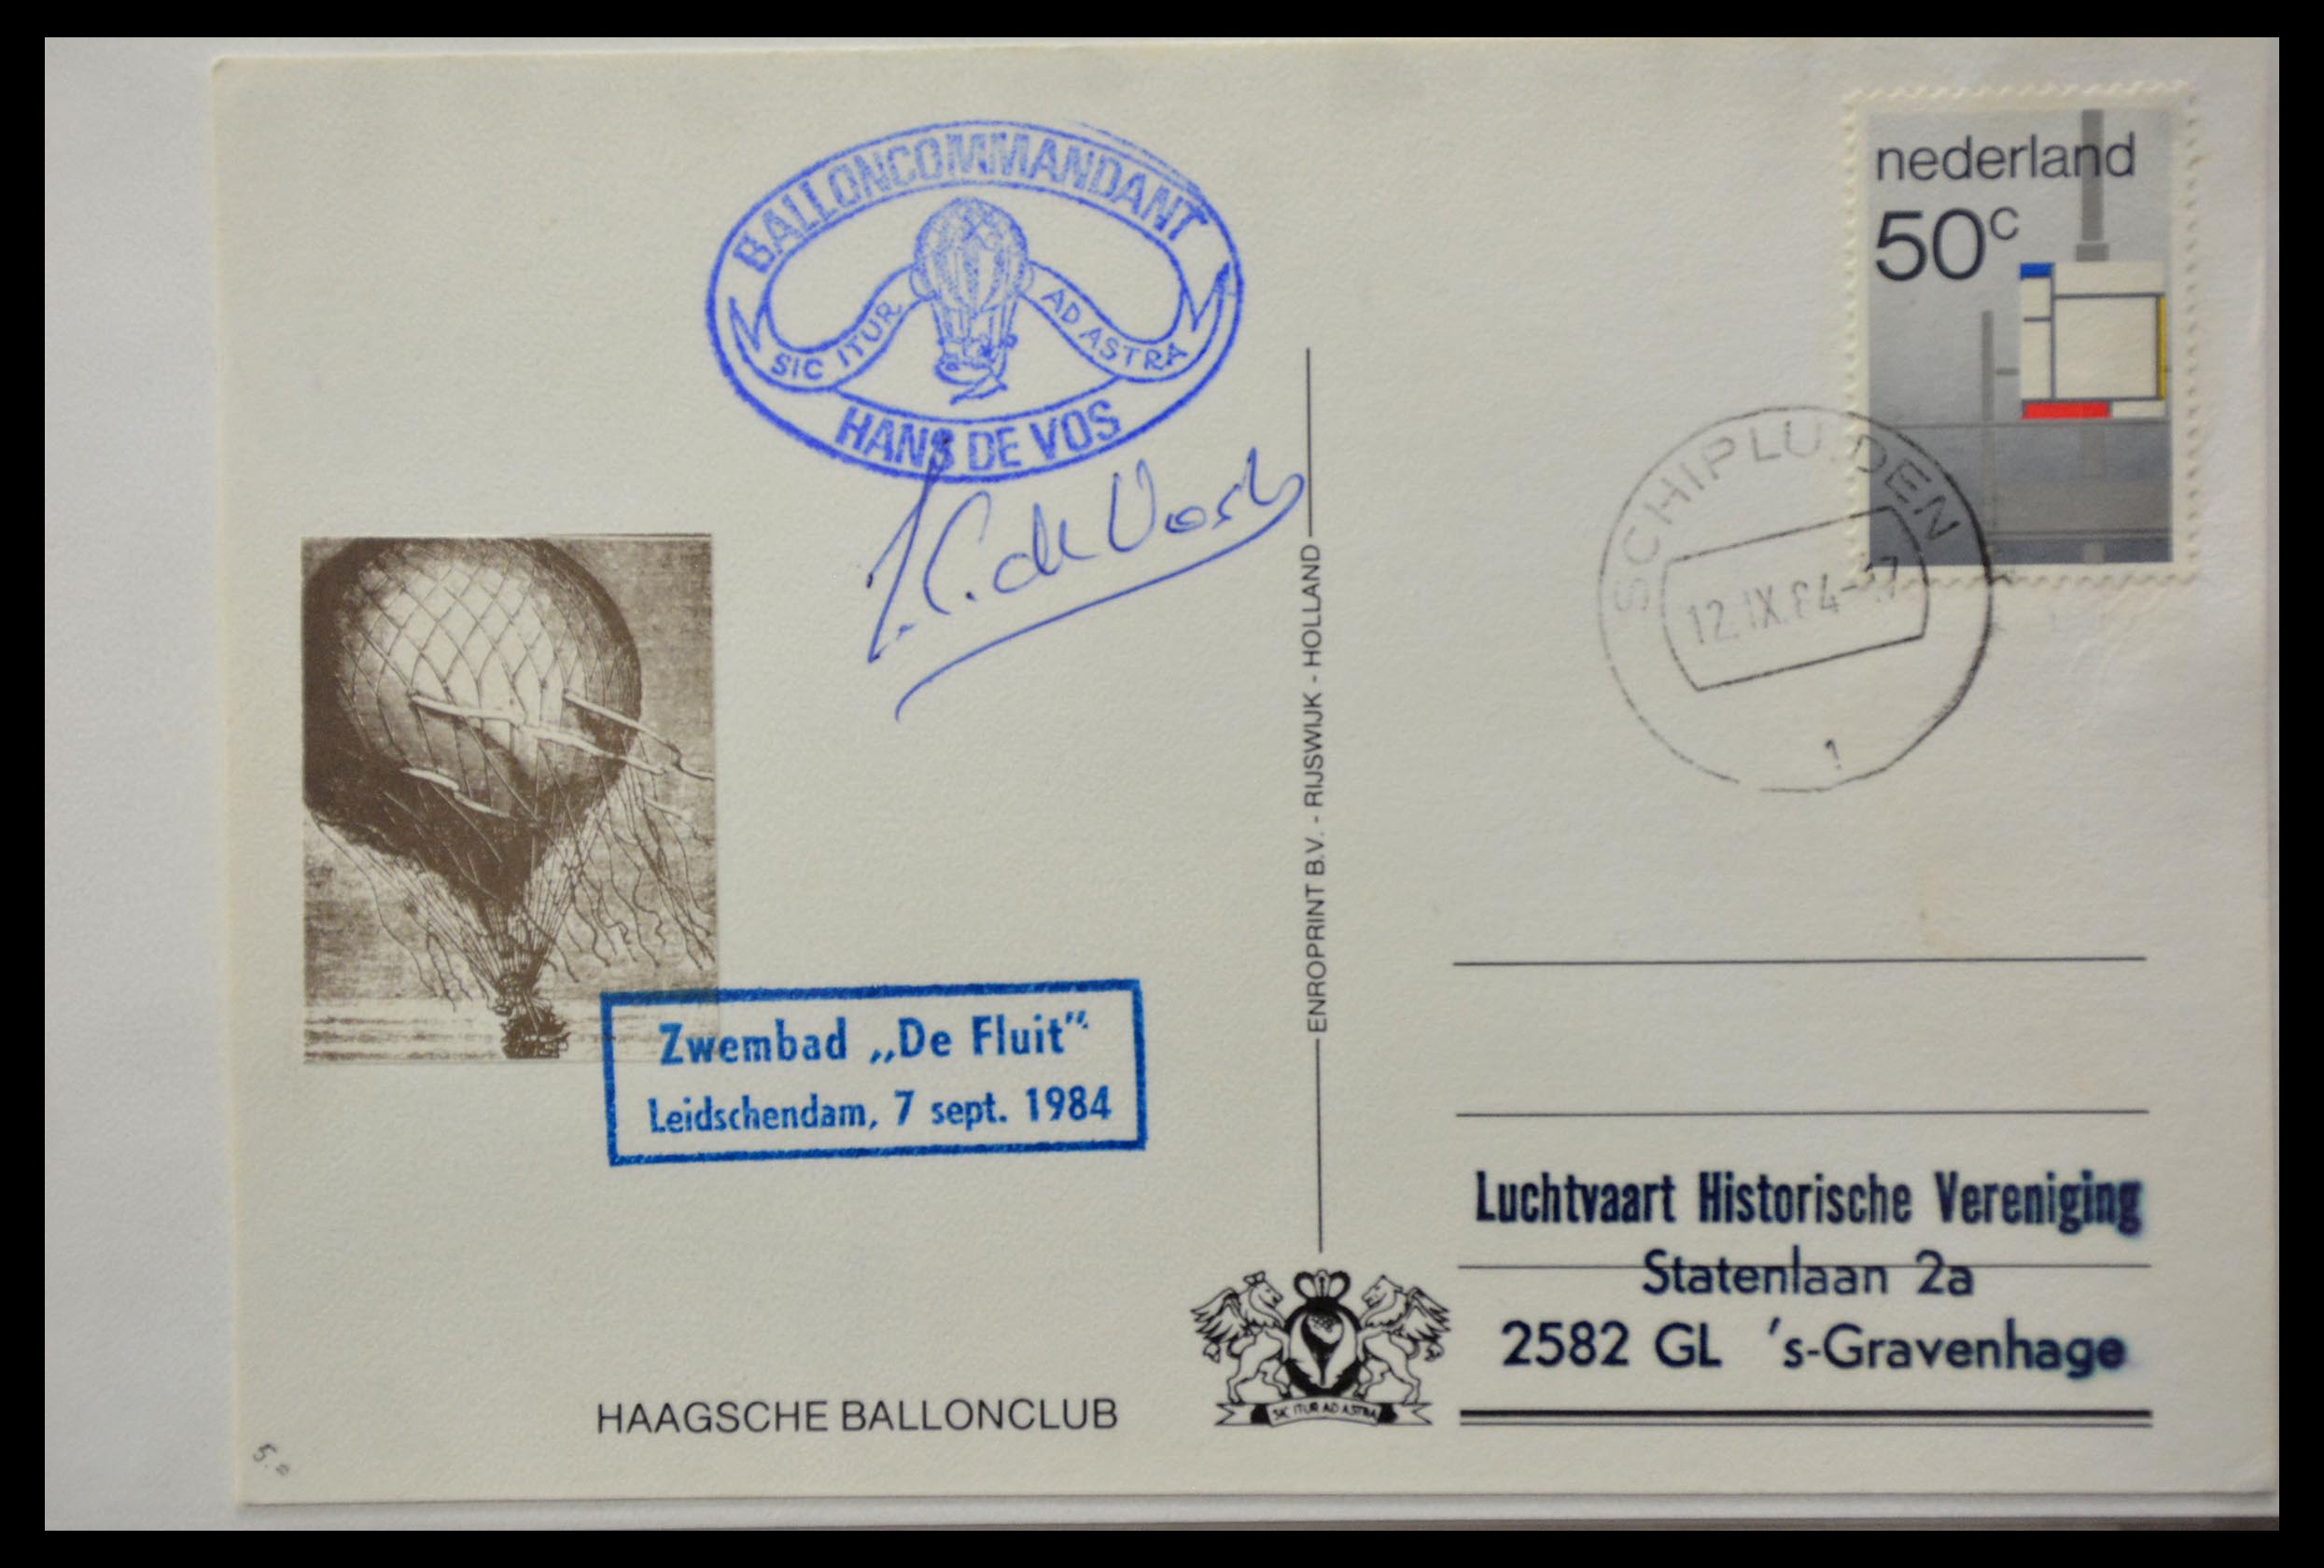 BALLONCOMMANDANT
SIC ITUR AD ASTRA
HANS DE VOS
nederland
50c
SCHIPLUIDEN
12.IX.84
1
ENROPRINT B.V. - RIJSWIJK - HOLLAND
Zwembad „De Fluit”
Leidschendam, 7 sept. 1984
Luchtvaart Historische Vereniging
Statenlaan 2a
2582 GL 's-Gravenhage
HAAGSCHE BALLONCLUB
SIC ITUR AD ASTRA